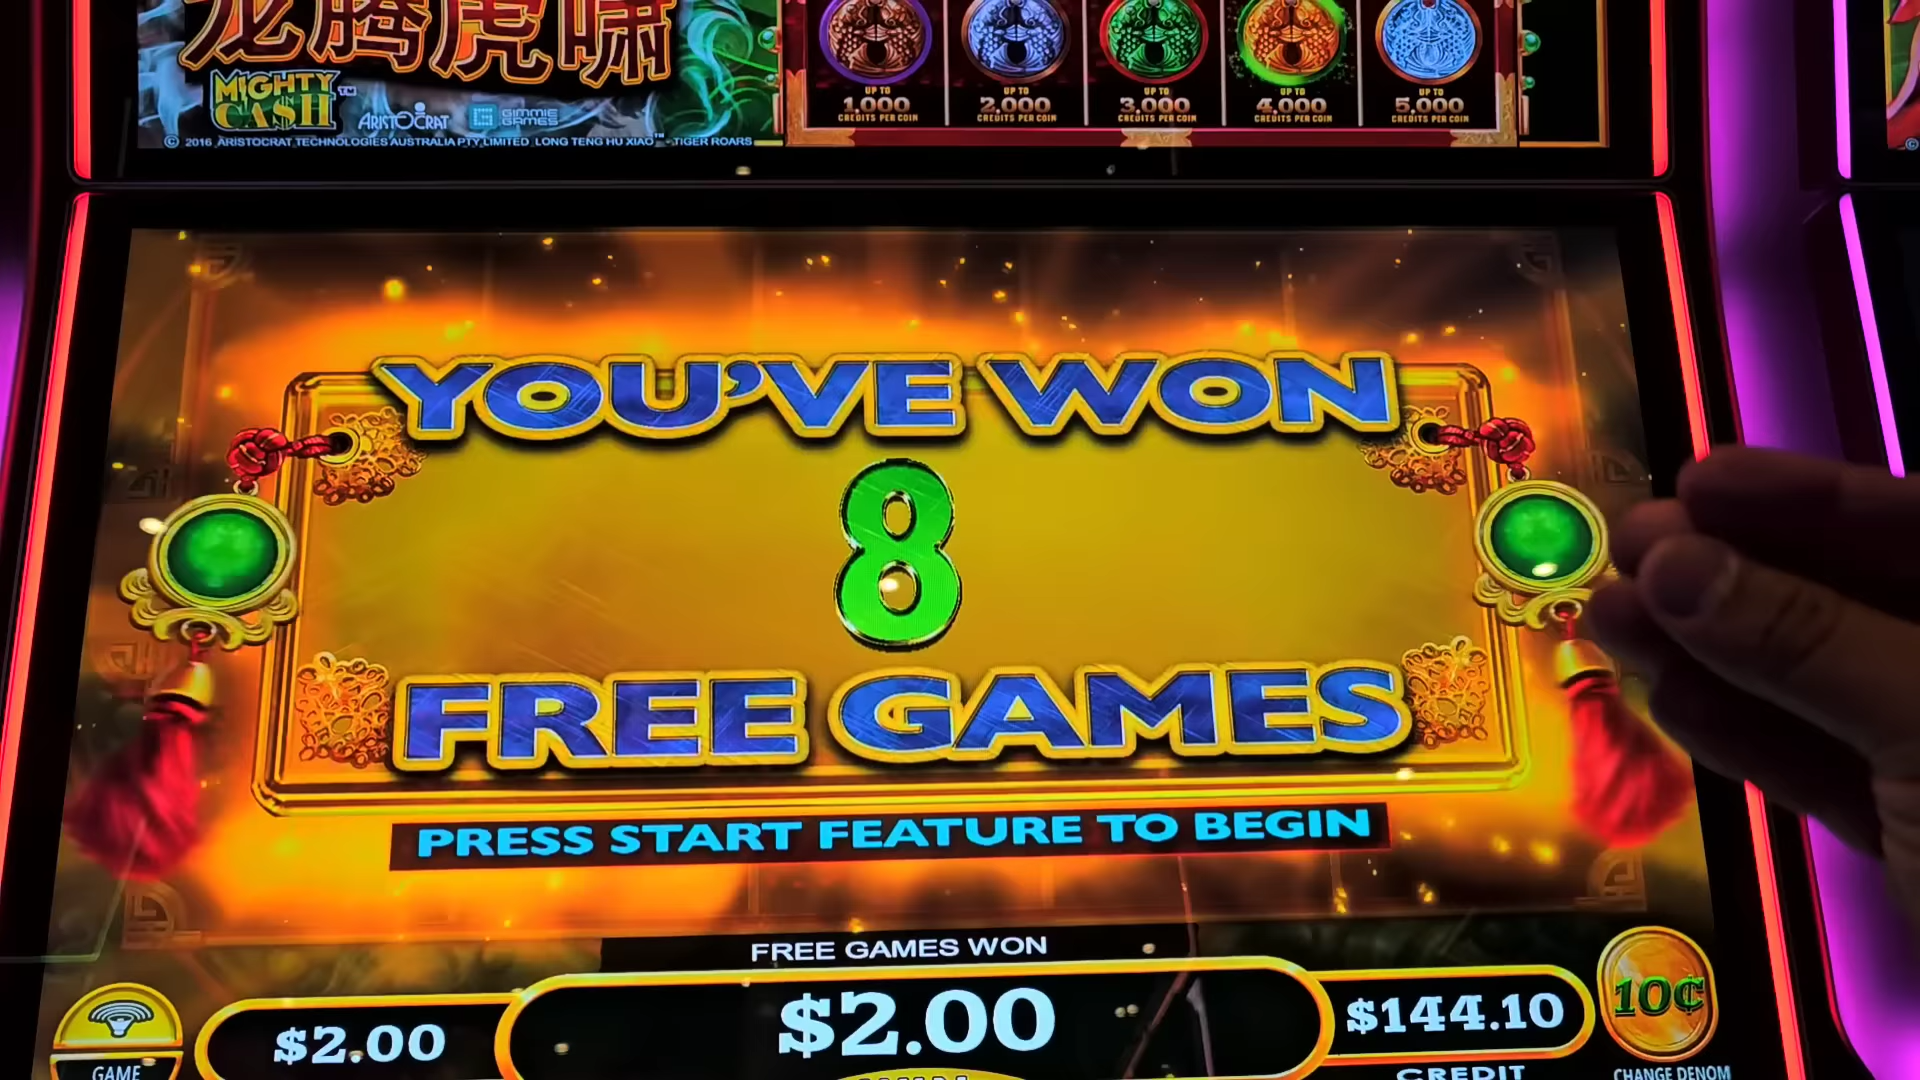 龙腾虎啸
MIGHTY CA$H™
ARISTOCRAT
GIMMIE GAMES
© 2016 ARISTOCRAT TECHNOLOGIES AUSTRALIA PTY LIMITED LONG TENG HU XIAO™ - TIGER ROARS
UP TO 1,000 CREDITS PER COIN
UP TO 2,000 CREDITS PER COIN
UP TO 3,000 CREDITS PER COIN
UP TO 4,000 CREDITS PER COIN
UP TO 5,000 CREDITS PER COIN
YOU'VE WON
8
FREE GAMES
PRESS START FEATURE TO BEGIN
FREE GAMES WON
$2.00
$2.00
$144.10
10¢
GAME
CREDIT
CHANGE DENOM